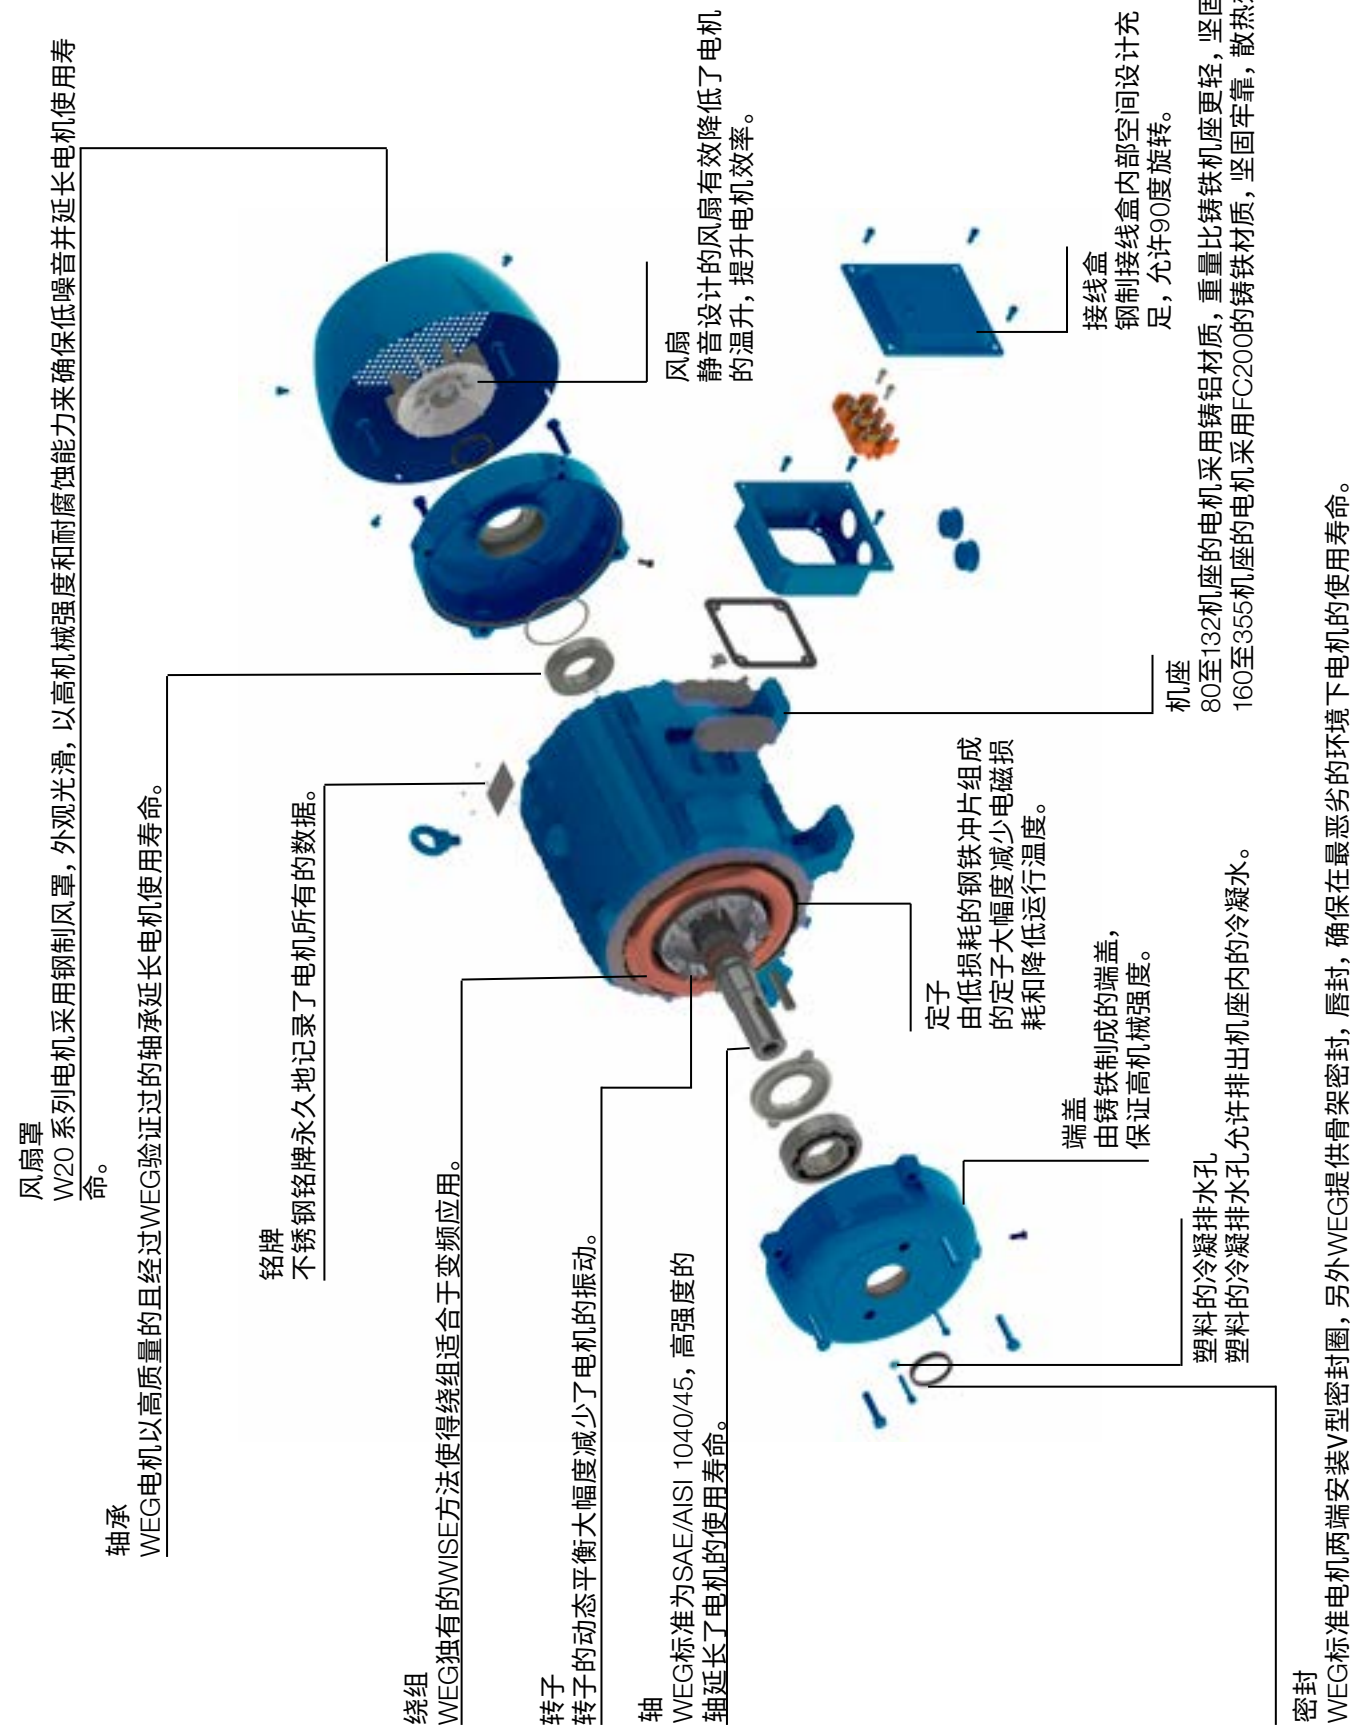 风扇罩
W20 系列电机采用钢制风罩，外观光滑，以高机械强度和耐腐蚀能力来确保低噪音并延长电机使用寿
命。
轴承
WEG电机以高质量的且经过WEG验证过的轴承延长电机使用寿命。
铭牌
不锈钢铭牌永久地记录了电机所有的数据。
绕组
WEG独有的WISE方法使得绕组适合于变频应用。
转子
转子的动态平衡大幅度减少了电机的振动。
轴
WEG标准为SAE/AISI 1040/45，高强度的
轴延长了电机的使用寿命。
风扇
静音设计的风扇有效降低了电机
的温升，提升电机效率。
定子
由低损耗的钢铁冲片组成
的定子大幅度减少电磁损
耗和降低运行温度。
端盖
由铸铁制成的端盖，
保证高机械强度。
接线盒
钢制接线盒内部空间设计充
足，允许90度旋转。
机座
80至132机座的电机采用铸铝材质，重量比铸铁机座更轻，坚固
160至355机座的电机采用FC200的铸铁材质，坚固牢靠，散热
塑料的冷凝排水孔
塑料的冷凝排水孔允许排出机座内的冷凝水。
密封
WEG标准电机两端安装V型密封圈，另外WEG提供骨架密封，唇封，确保在最恶劣的环境下电机的使用寿命。